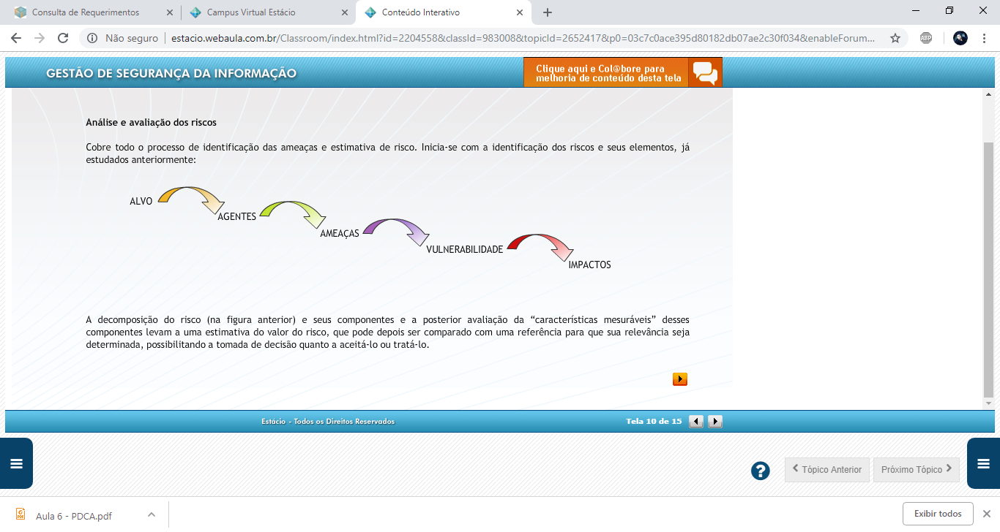 Consulta de Requerimentos
Campus Virtual Estácio
Conteúdo Interativo
Não seguro
estacio.webaula.com.br/Classroom/index.html?id=2204558&classId=983008&topicId=2652417&p0=03c7c0ace395d80182db07ae2c30f034&enableForum...
ABP
GESTÃO DE SEGURANÇA DA INFORMAÇÃO
Clique aqui e Col@bore para
melhoria de conteúdo desta tela
Análise e avaliação dos riscos
Cobre todo o processo de identificação das ameaças e estimativa de risco. Inicia-se com a identificação dos riscos e seus elementos, já
estudados anteriormente:
ALVO
AGENTES
AMEAÇAS
VULNERABILIDADE
IMPACTOS
A decomposição do risco (na figura anterior) e seus componentes e a posterior avaliação da “características mesuráveis” desses
componentes levam a uma estimativa do valor do risco, que pode depois ser comparado com uma referência para que sua relevância seja
determinada, possibilitando a tomada de decisão quanto a aceitá-lo ou tratá-lo.
Estácio - Todos os Direitos Reservados
Tela 10 de 15
?
Tópico Anterior
Próximo Tópico
Aula 6 - PDCA.pdf
Exibir todos